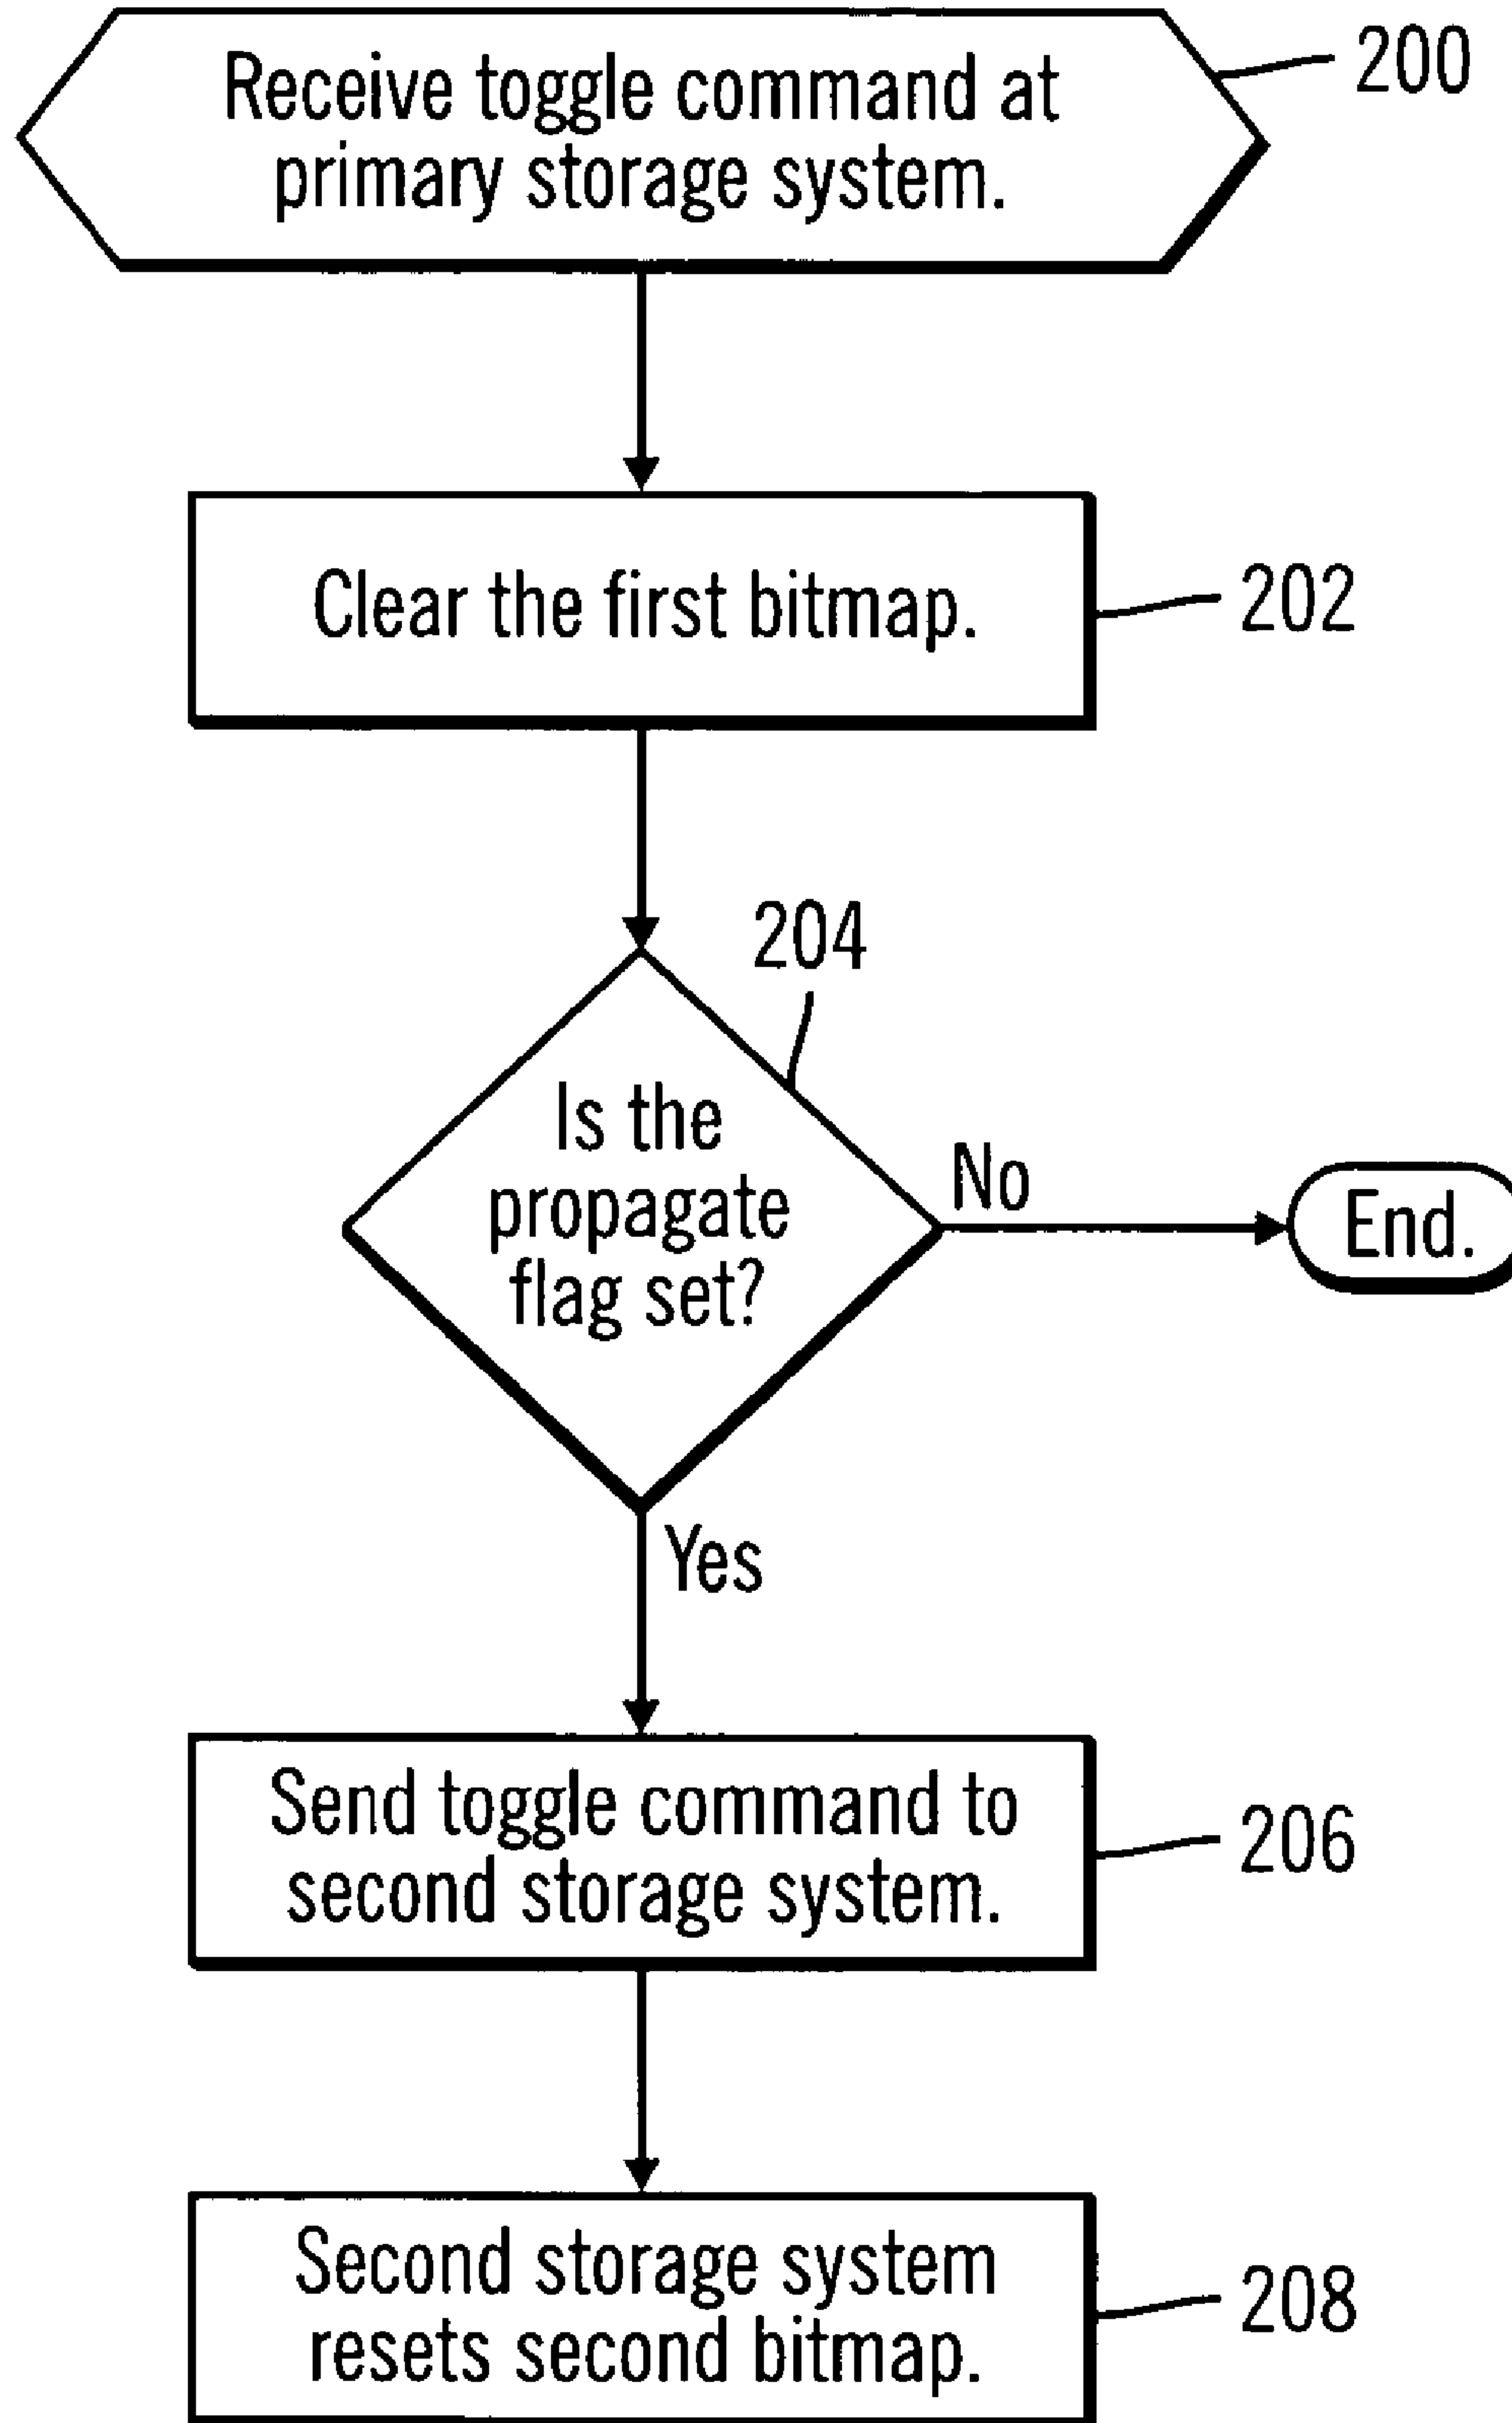 Receive toggle command at
primary storage system.
200
Clear the first bitmap.
202
204
Is the
propagate
flag set?
No
End.
Yes
Send toggle command to
second storage system.
206
Second storage system
resets second bitmap.
208